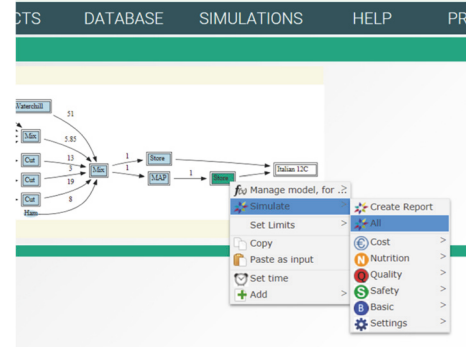 CTS DATABASE SIMULATIONS HELP PR
Waterchill
51
Mix
5.85
Cut
13
Cut
3
19
Cut
8
Ham
Mix
1
Store
1
MAP
1
Store
Italian 12C
f(x) Manage model, for .?
Simulate >
Set Limits >
Copy
Paste as input
Set time
Add >
Create Report
All
Cost >
N Nutrition >
Q Quality >
S Safety >
B Basic >
Settings >